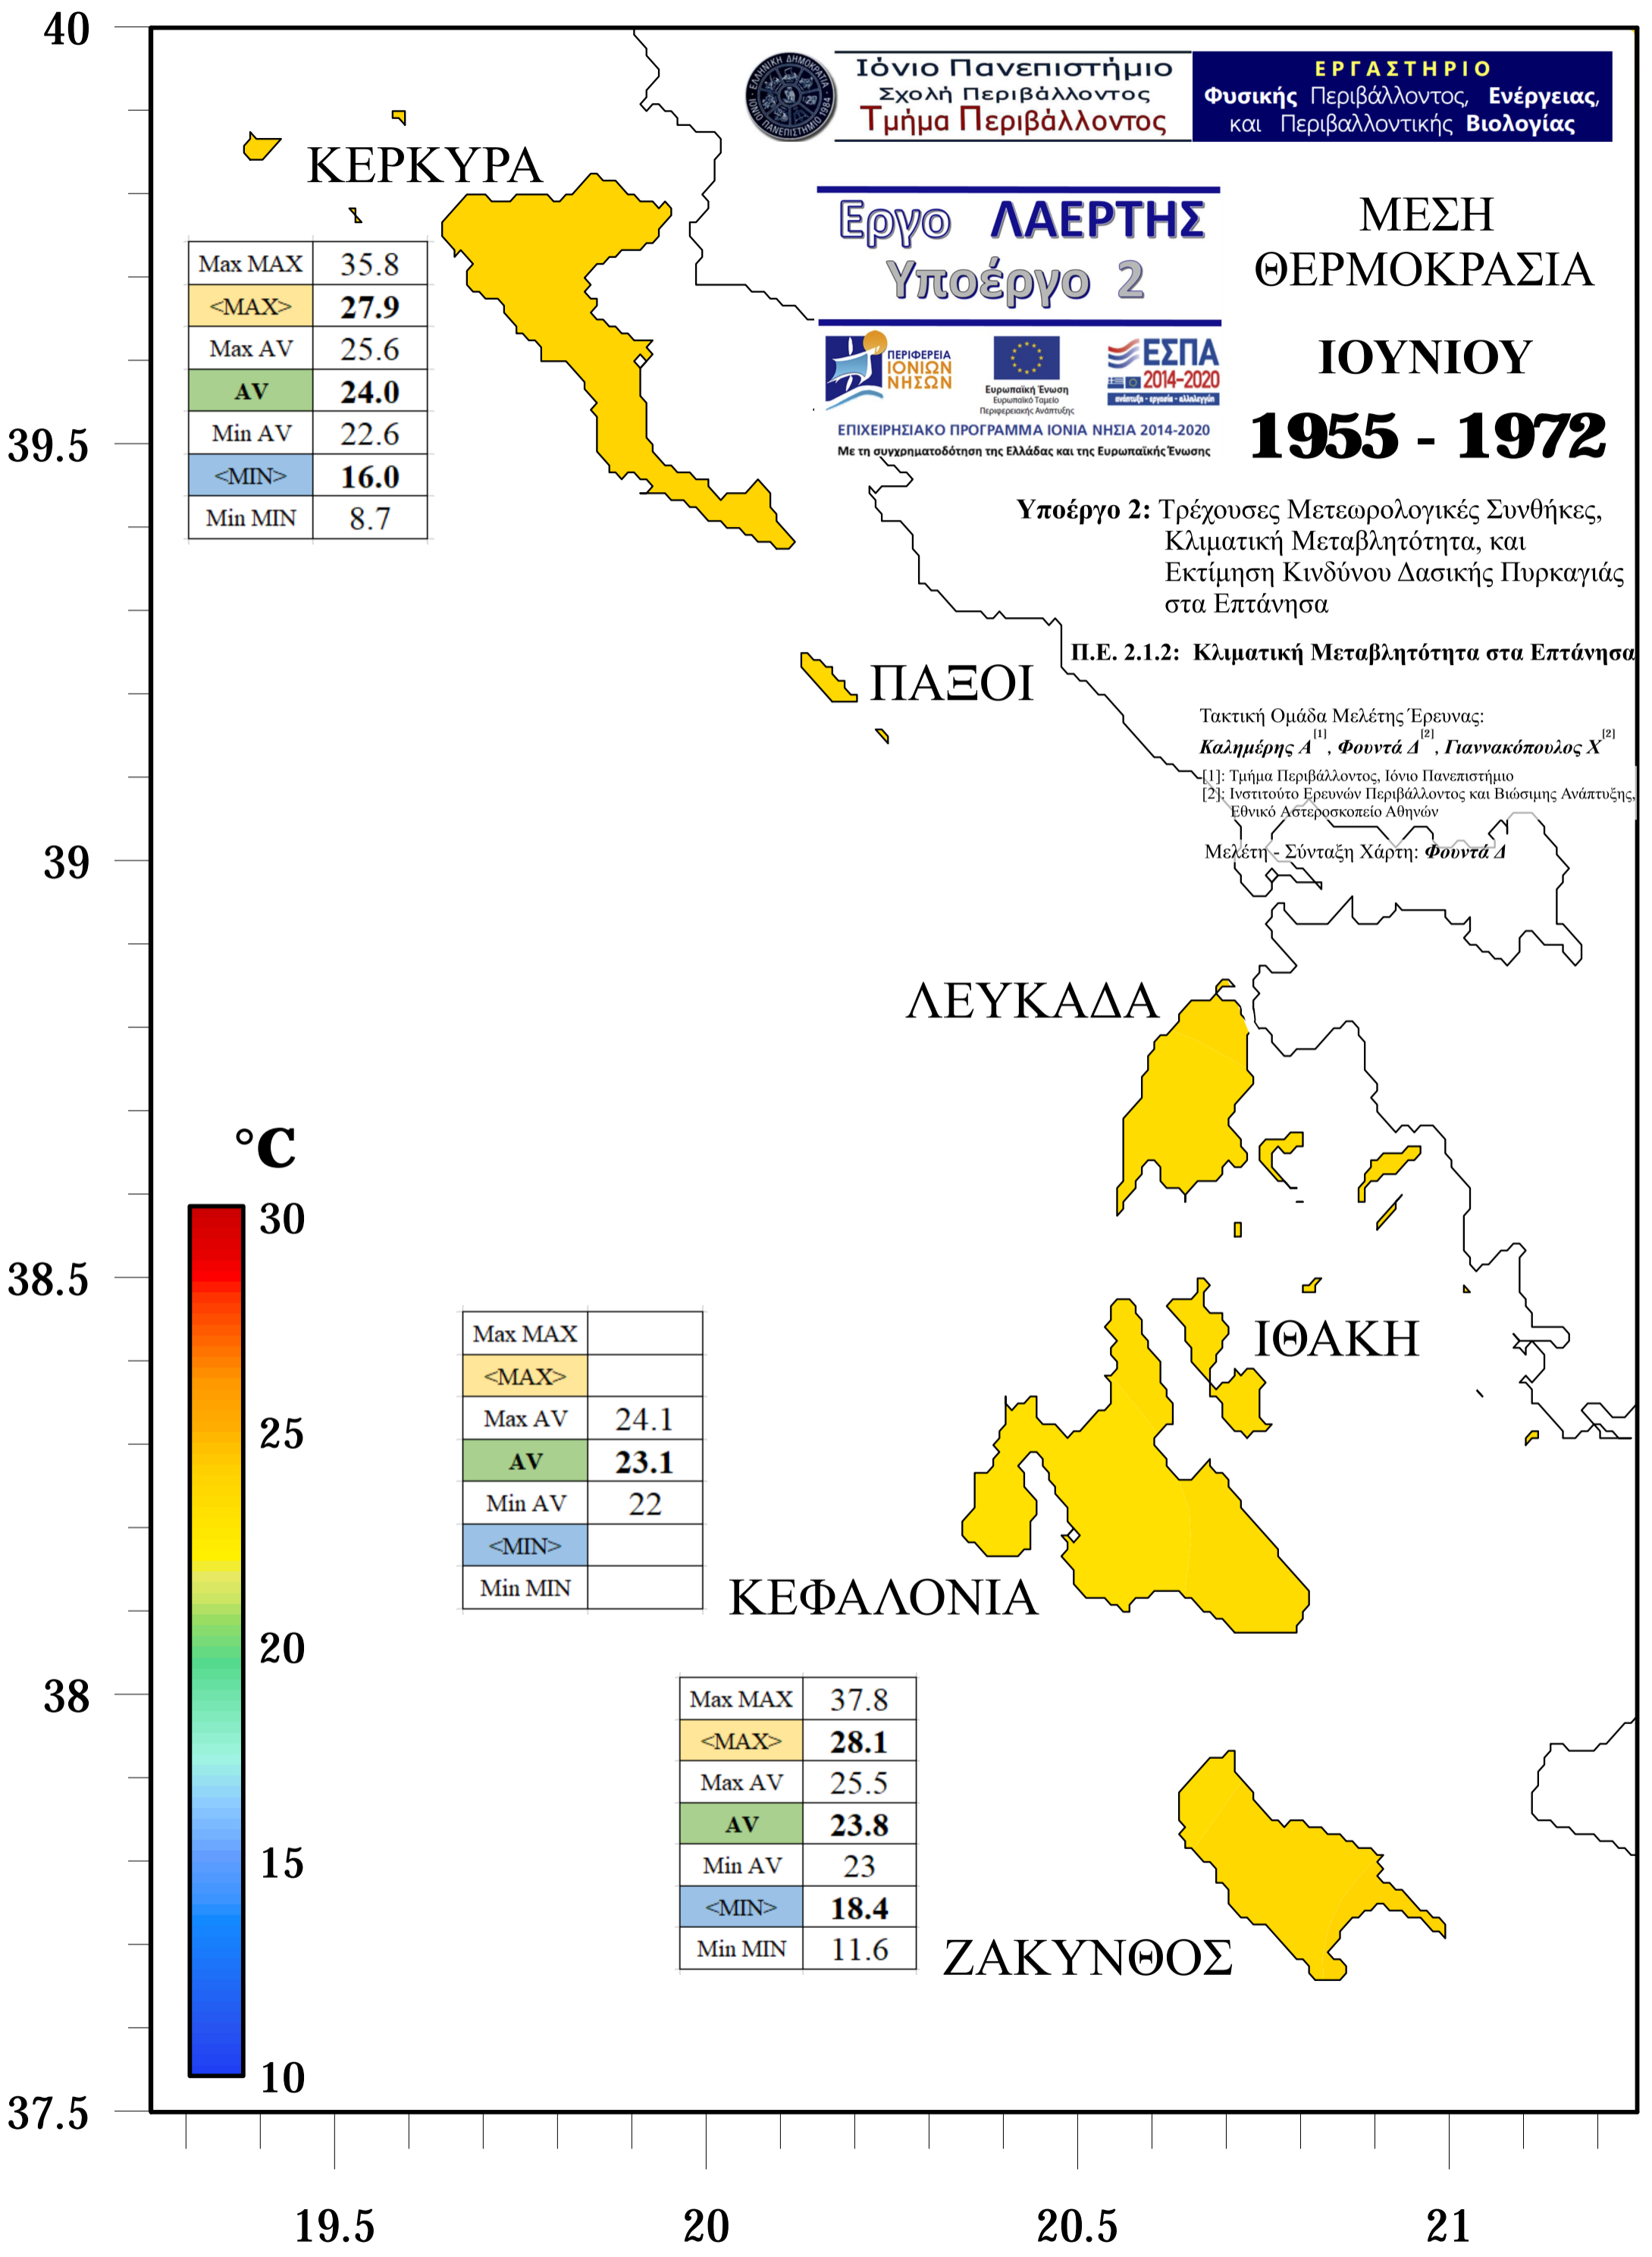 40
39.5
39
38.5
38
37.5
19.5
20
20.5
21
Ιόνιο Πανεπιστήμιο
Σχολή Περιβάλλοντος
Τμήμα Περιβάλλοντος
ΕΡΓΑΣΤΗΡΙΟ
Φυσικής Περιβάλλοντος, Ενέργειας,
και Περιβαλλοντικής Βιολογίας
Εργο ΛΑΕΡΤΗΣ
Υποέργο 2
ΠΕΡΙΦΕΡΕΙΑ
ΙΟΝΙΩΝ
ΝΗΣΩΝ
Ευρωπαϊκή Ένωση
Ευρωπαϊκό Ταμείο
Περιφερειακής Ανάπτυξης
ΕΣΠΑ
2014-2020
ανάπτυξη - εργασία - αλληλεγγύη
ΕΠΙΧΕΙΡΗΣΙΑΚΟ ΠΡΟΓΡΑΜΜΑ ΙΟΝΙΑ ΝΗΣΙΑ 2014-2020
Με τη συγχρηματοδότηση της Ελλάδας και της Ευρωπαϊκής Ένωσης
ΜΕΣΗ
ΘΕΡΜΟΚΡΑΣΙΑ
ΙΟΥΝΙΟΥ
1955 - 1972
Υποέργο 2: Τρέχουσες Μετεωρολογικές Συνθήκες,
Κλιματική Μεταβλητότητα, και
Εκτίμηση Κινδύνου Δασικής Πυρκαγιάς
στα Επτάνησα
Π.Ε. 2.1.2: Κλιματική Μεταβλητότητα στα Επτάνησα
Τακτική Ομάδα Μελέτης Έρευνας:
Καλημέρης Α[1], Φουντά Δ[2], Γιαννακόπουλος Χ[2]
[1]: Τμήμα Περιβάλλοντος, Ιόνιο Πανεπιστήμιο
[2]: Ινστιτούτο Ερευνών Περιβάλλοντος και Βιώσιμης Ανάπτυξης,
Εθνικό Αστεροσκοπείο Αθηνών
Μελέτη - Σύνταξη Χάρτη: Φουντά Δ
ΚΕΡΚΥΡΑ
Max MAX 35.8
<MAX> 27.9
Max AV 25.6
AV 24.0
Min AV 22.6
<MIN> 16.0
Min MIN 8.7
ΠΑΞΟΙ
ΛΕΥΚΑΔΑ
ΙΘΑΚΗ
°C
30
25
20
15
10
Max MAX
<MAX>
Max AV 24.1
AV 23.1
Min AV 22
<MIN>
Min MIN
ΚΕΦΑΛΟΝΙΑ
Max MAX 37.8
<MAX> 28.1
Max AV 25.5
AV 23.8
Min AV 23
<MIN> 18.4
Min MIN 11.6
ΖΑΚΥΝΘΟΣ